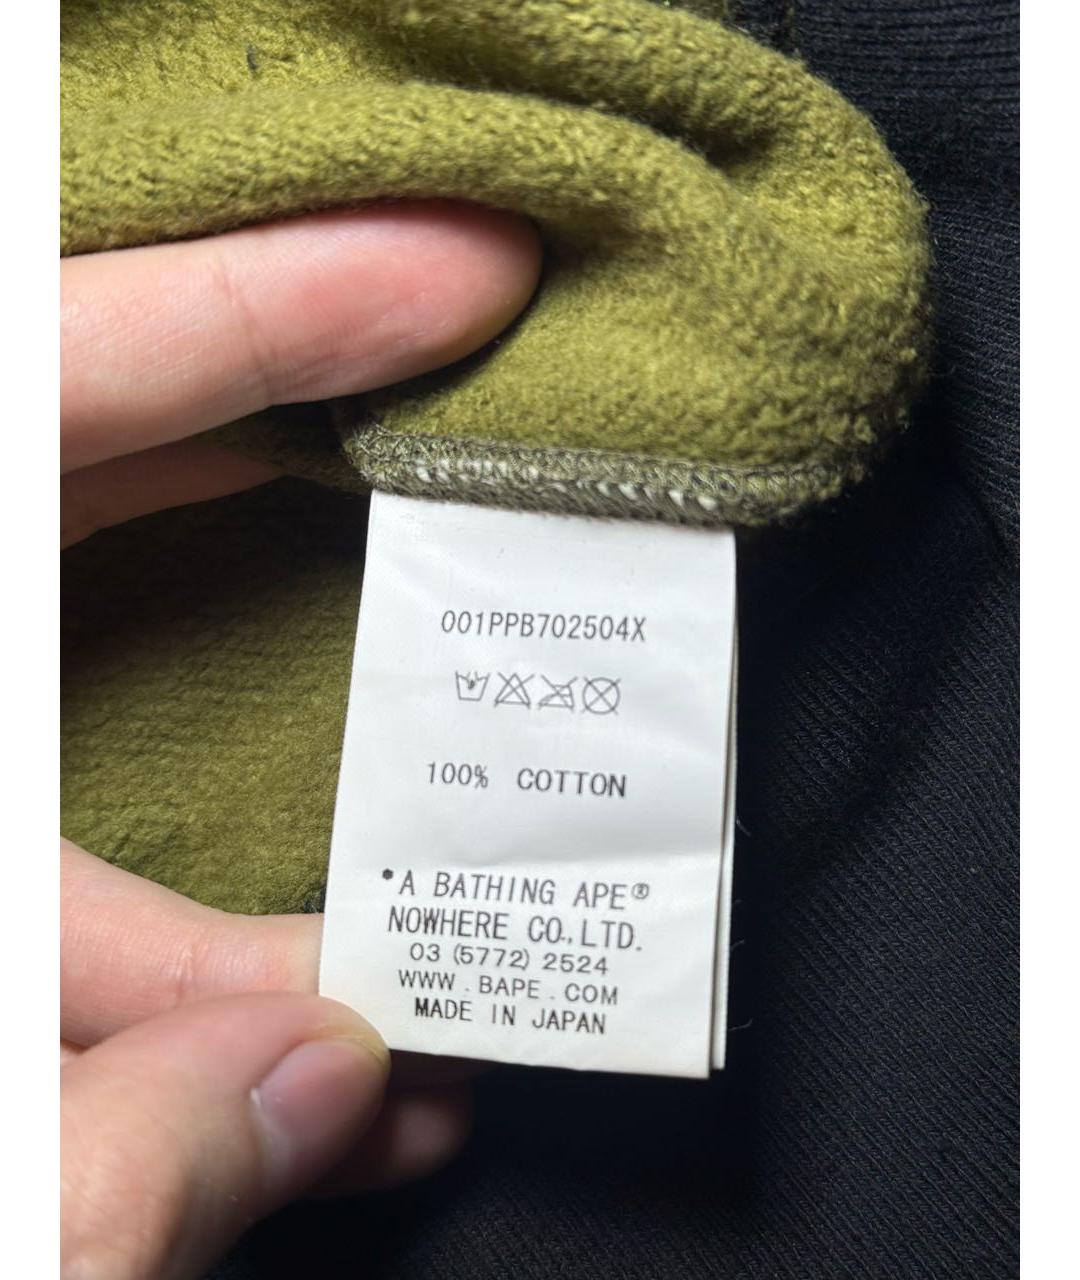 001PPB702504X
100% COTTON
*A BATHING APE®
NOWHERE CO.,LTD.
03 (5772) 2524
WWW.BAPE.COM
MADE IN JAPAN